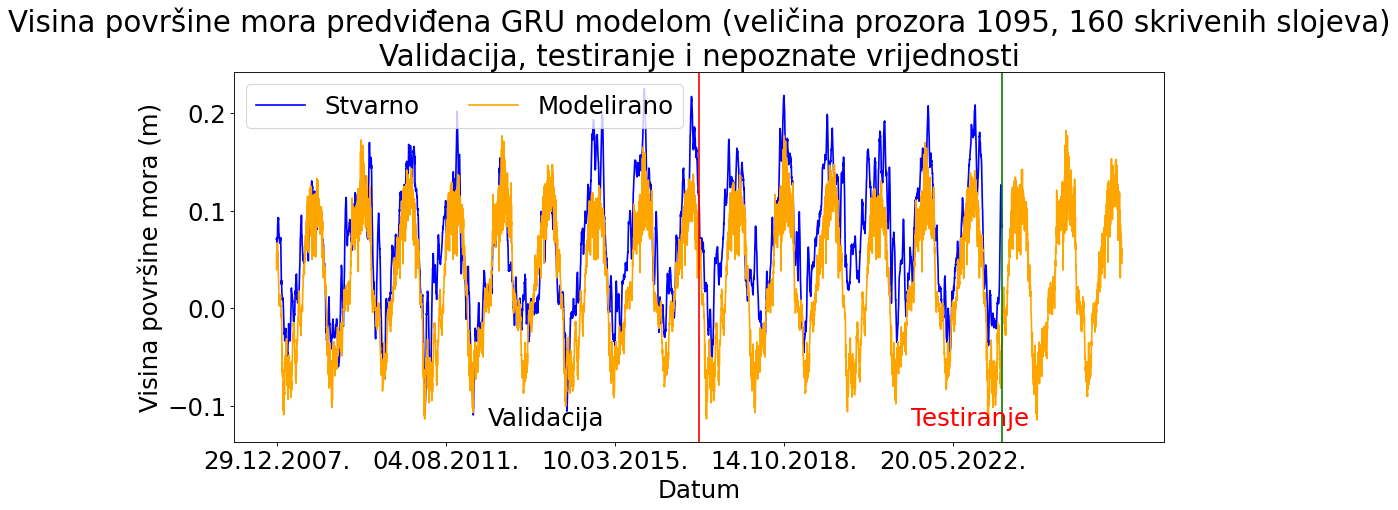 Visina površine mora predviđena GRU modelom (veličina prozora 1095, 160 skrivenih slojeva)
Validacija, testiranje i nepoznate vrijednosti
Stvarno
Modelirano
Visina površine mora (m)
0.2
0.1
0.0
−0.1
Validacija
Testiranje
29.12.2007.
04.08.2011.
10.03.2015.
14.10.2018.
20.05.2022.
Datum